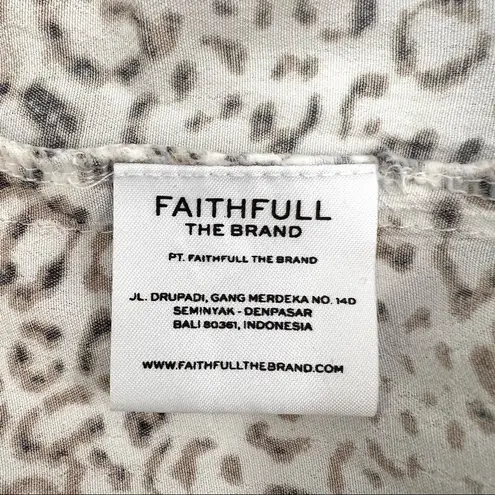 FAITHFULL
THE BRAND
PT. FAITHFULL THE BRAND
JL. DRUPADI, GANG MERDEKA NO. 14D
SEMINYAK - DENPASAR
BALI 80361, INDONESIA
WWW.FAITHFULLTHEBRAND.COM